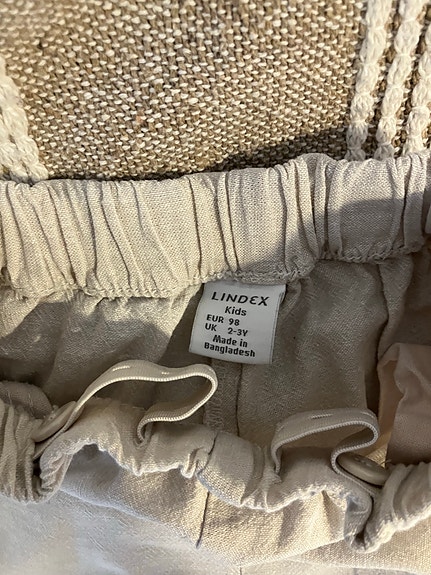 LINDEX
Kids
EUR 98
UK 2-3Y
Made in
Bangladesh